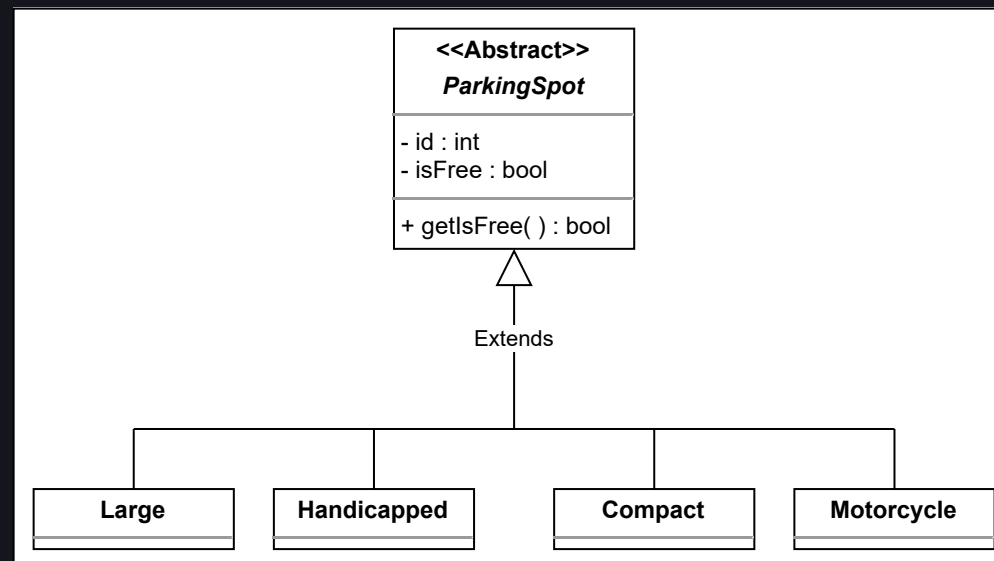 <<Abstract>>
ParkingSpot
- id : int
- isFree : bool
+ getIsFree( ) : bool
Extends
Large
Handicapped
Compact
Motorcycle